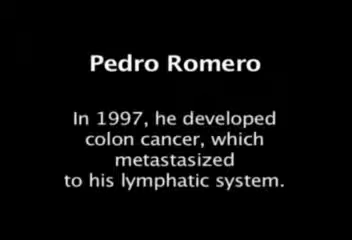 Pedro Romero
In 1997, he developed
colon cancer, which
metastasized
to his lymphatic system.